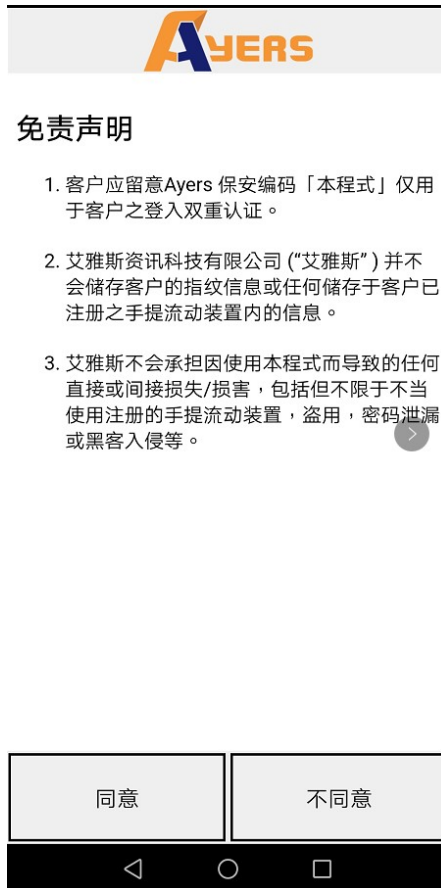 AYERS
免责声明
1. 客户应留意Ayers 保安编码「本程式」仅用
于客户之登入双重认证。
2. 艾雅斯资讯科技有限公司 (“艾雅斯” ) 并不
会储存客户的指纹信息或任何储存于客户已
注册之手提流动装置内的信息。
3. 艾雅斯不会承担因使用本程式而导致的任何
直接或间接损失/损害，包括但不限于不当
使用注册的手提流动装置，盗用，密码泄漏
或黑客入侵等。
同意
不同意